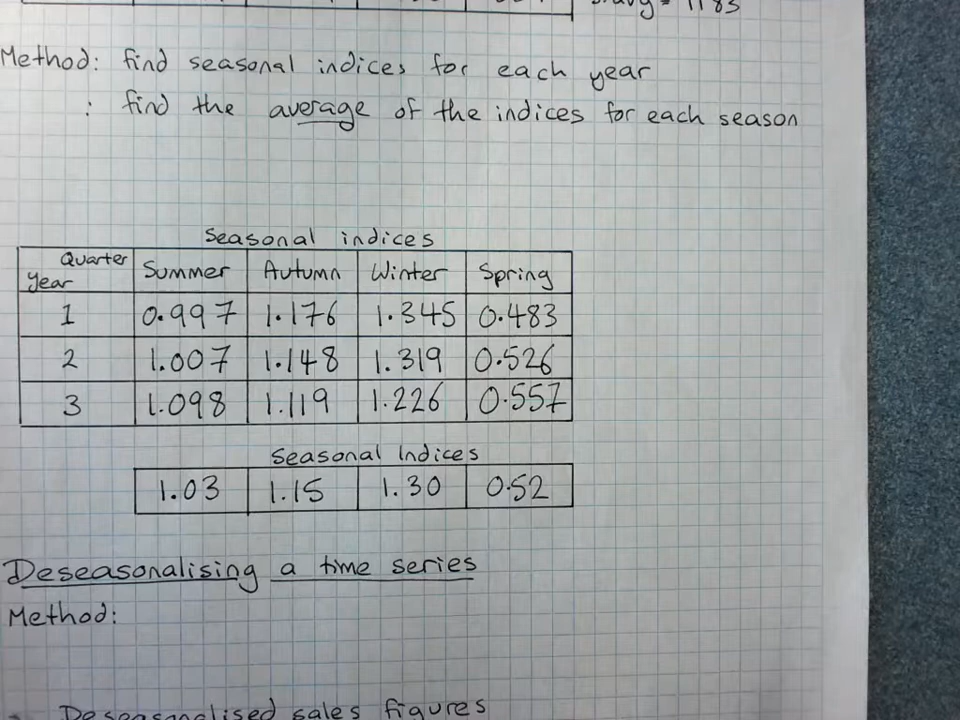 1183
Method: find seasonal indices for each year
: find the average of the indices for each season
Seasonal indices
Quarter
Year Summer Autumn Winter Spring
1 0.997 1.176 1.345 0.483
2 1.007 1.148 1.319 0.526
3 1.098 1.119 1.226 0.557
Seasonal Indices
1.03 1.15 1.30 0.52
Deseasonalising a time series
Method:
Deseasonalised sales figures